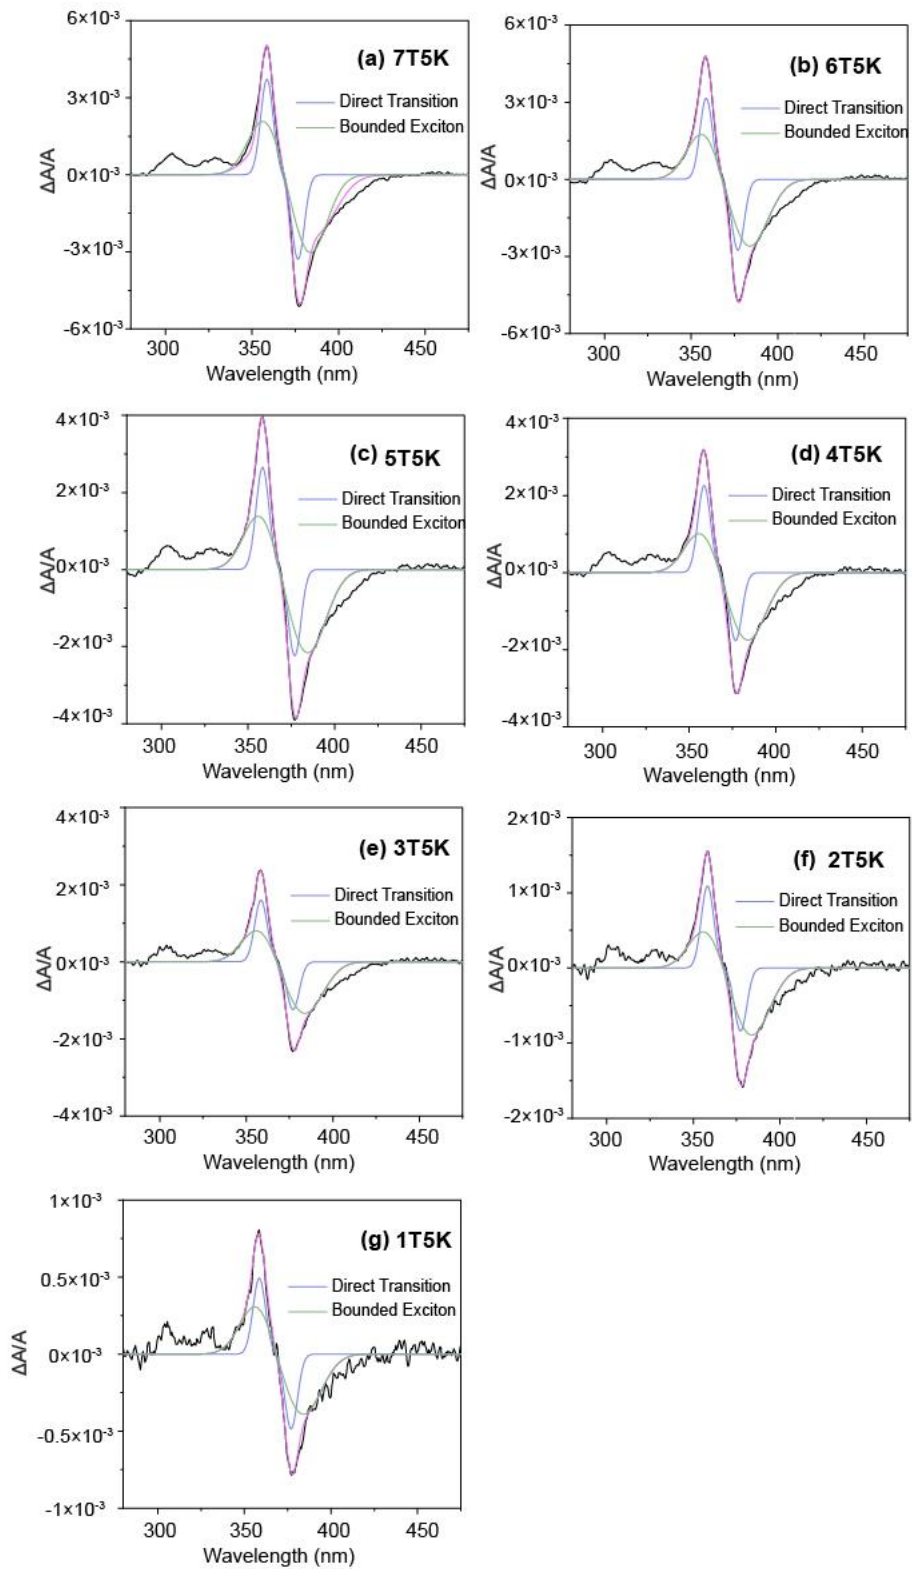 (a) 7T5K
6×10⁻³
3×10⁻³
0×10⁻³
-3×10⁻³
-6×10⁻³
ΔA/A
Direct Transition
Bounded Exciton
300 350 400 450
Wavelength (nm)
(b) 6T5K
6×10⁻³
3×10⁻³
0×10⁻³
-3×10⁻³
-6×10⁻³
ΔA/A
Direct Transition
Bounded Exciton
300 350 400 450
Wavelength (nm)
(c) 5T5K
4×10⁻³
2×10⁻³
0×10⁻³
-2×10⁻³
-4×10⁻³
ΔA/A
Direct Transition
Bounded Exciton
300 350 400 450
Wavelength (nm)
(d) 4T5K
4×10⁻³
2×10⁻³
0×10⁻³
-2×10⁻³
-4×10⁻³
ΔA/A
Direct Transition
Bounded Exciton
300 350 400 450
Wavelength (nm)
(e) 3T5K
4×10⁻³
2×10⁻³
0×10⁻³
-2×10⁻³
-4×10⁻³
ΔA/A
Direct Transition
Bounded Exciton
300 350 400 450
Wavelength (nm)
(f) 2T5K
2×10⁻³
1×10⁻³
0×10⁻³
-1×10⁻³
-2×10⁻³
ΔA/A
Direct Transition
Bounded Exciton
300 350 400 450
Wavelength (nm)
(g) 1T5K
1×10⁻³
0.5×10⁻³
0×10⁻³
-0.5×10⁻³
-1×10⁻³
ΔA/A
Direct Transition
Bounded Exciton
300 350 400 450
Wavelength (nm)